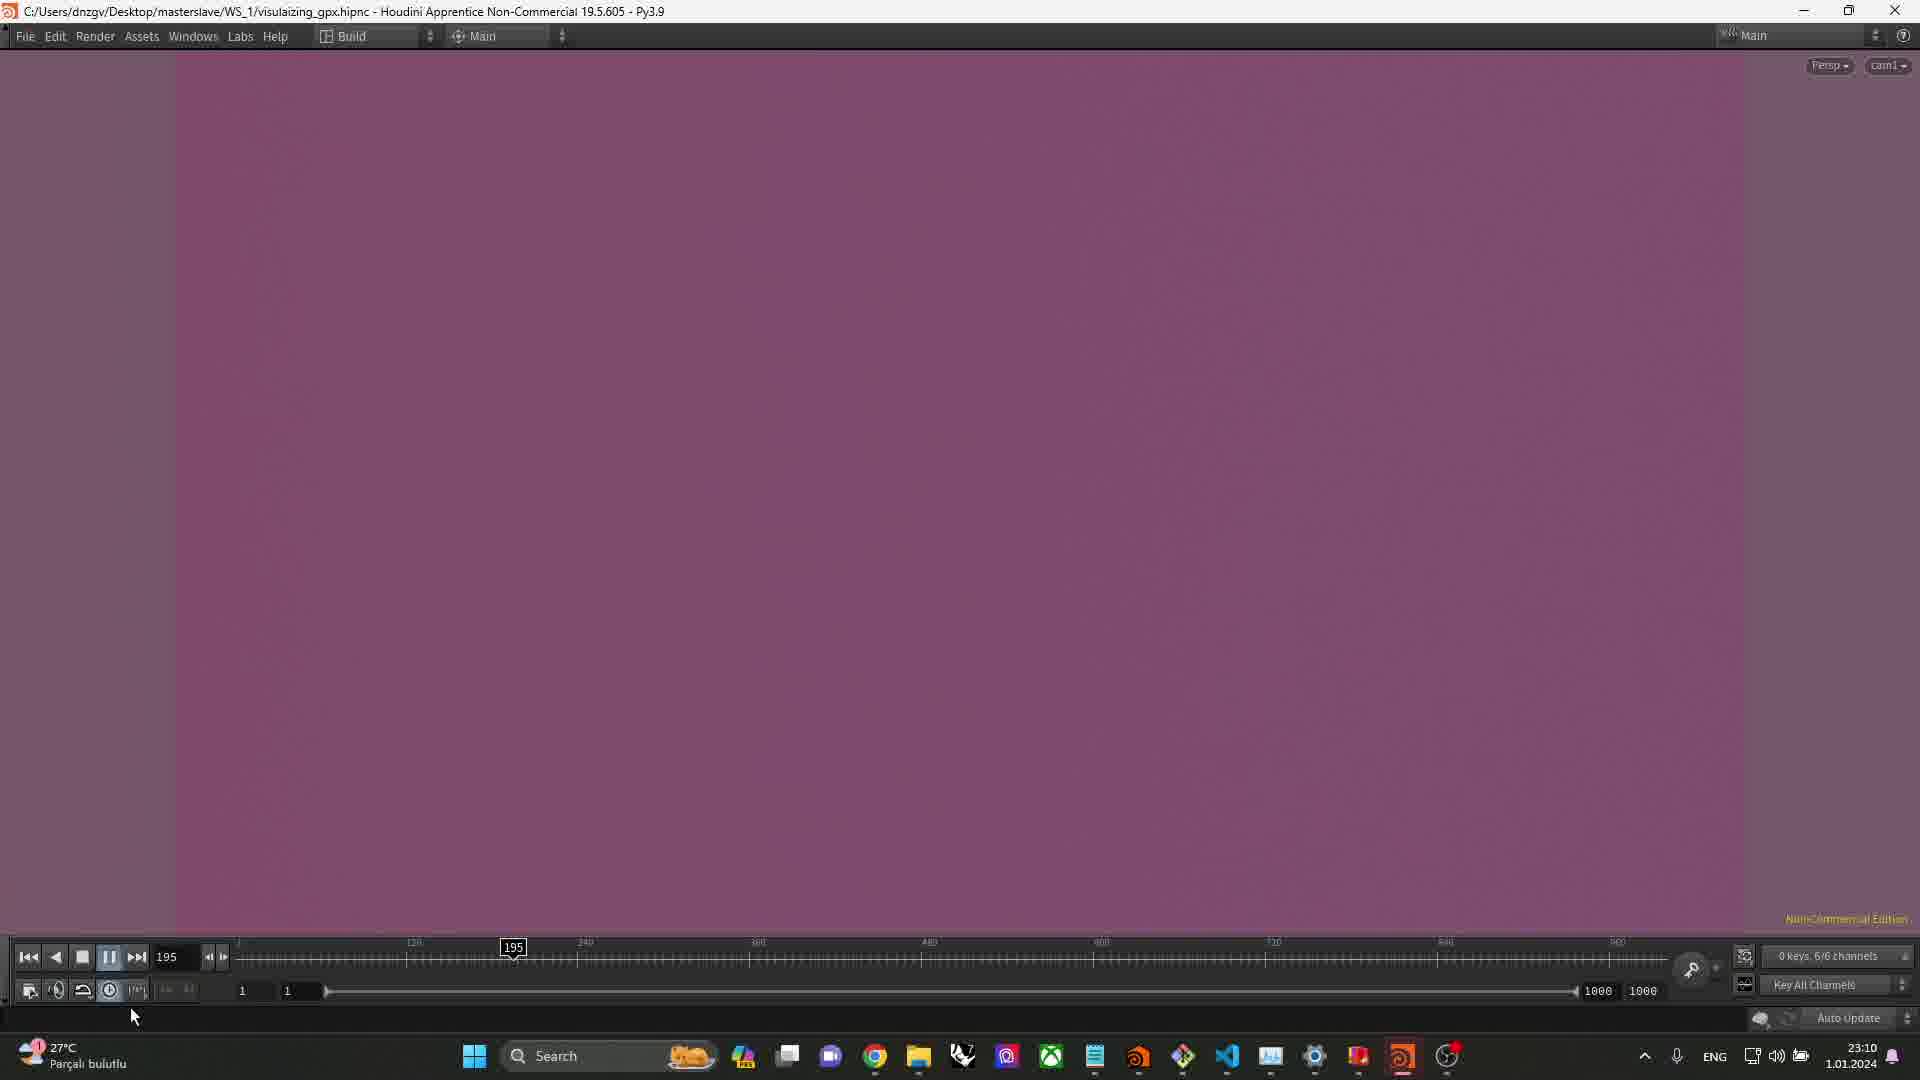 C:/Users/dnzgv/Desktop/masterslave/WS_1/visulaizing_gpx.hipnc - Houdini Apprentice Non-Commercial 19.5.605 - Py3.9
File Edit Render Assets Windows Labs Help Build Main Main
Persp cam1
Non-Commercial Edition
195 1 120 195 240 360 480 600 720 840 960 0 keys, 6/6 channels
1 1 1000 1000 Key All Channels
Auto Update
1 27°C
Parçalı bulutlu
Search
PRE
ENG
23:10
1.01.2024